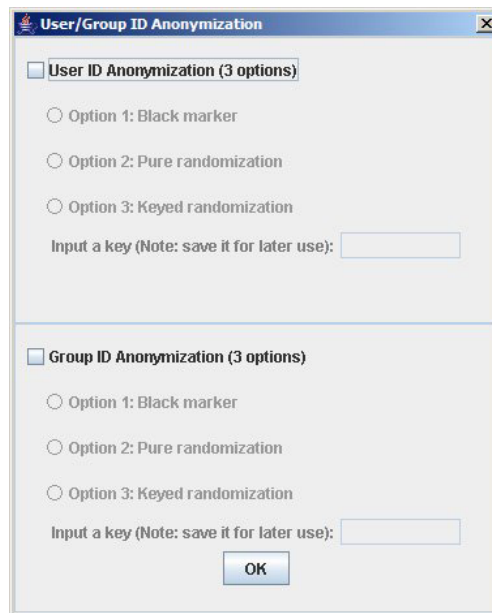 User/Group ID Anonymization
User ID Anonymization (3 options)
Option 1: Black marker
Option 2: Pure randomization
Option 3: Keyed randomization
Input a key (Note: save it for later use):
Group ID Anonymization (3 options)
Option 1: Black marker
Option 2: Pure randomization
Option 3: Keyed randomization
Input a key (Note: save it for later use):
OK